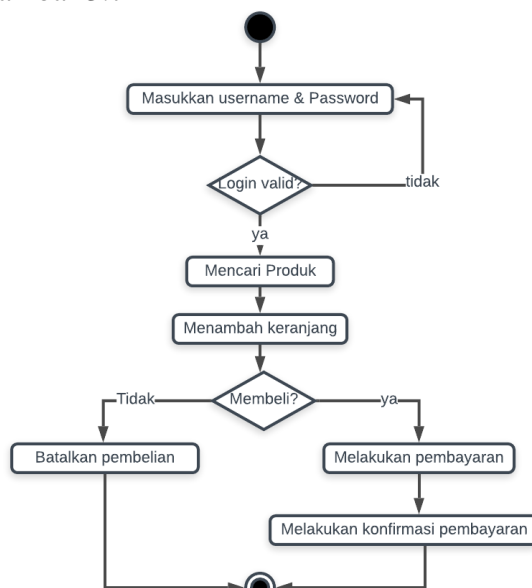 Masukkan username & Password
Login valid?
tidak
ya
Mencari Produk
Menambah keranjang
Tidak
Membeli?
ya
Batalkan pembelian
Melakukan pembayaran
Melakukan konfirmasi pembayaran